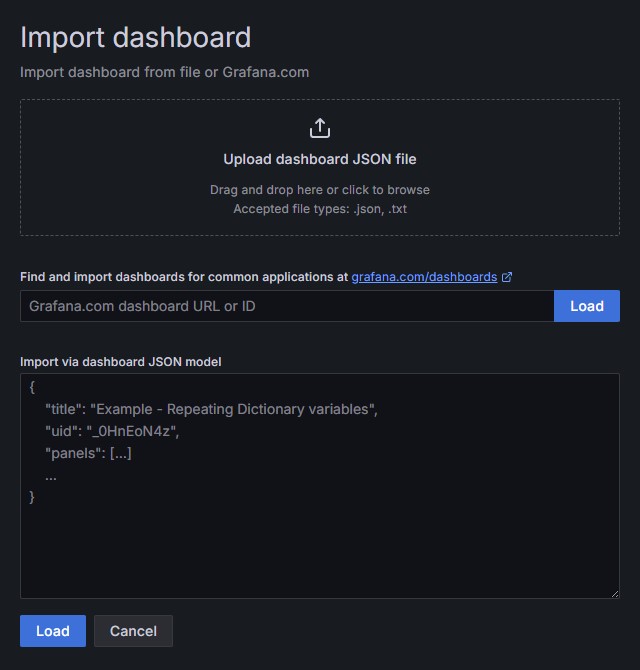 Import dashboard
Import dashboard from file or Grafana.com
Upload dashboard JSON file
Drag and drop here or click to browse
Accepted file types: .json, .txt
Find and import dashboards for common applications at grafana.com/dashboards
Grafana.com dashboard URL or ID
Load
Import via dashboard JSON model
{
    "title": "Example - Repeating Dictionary variables",
    "uid": "_0HnEoN4z",
    "panels": [...]
    ...
}
Load
Cancel